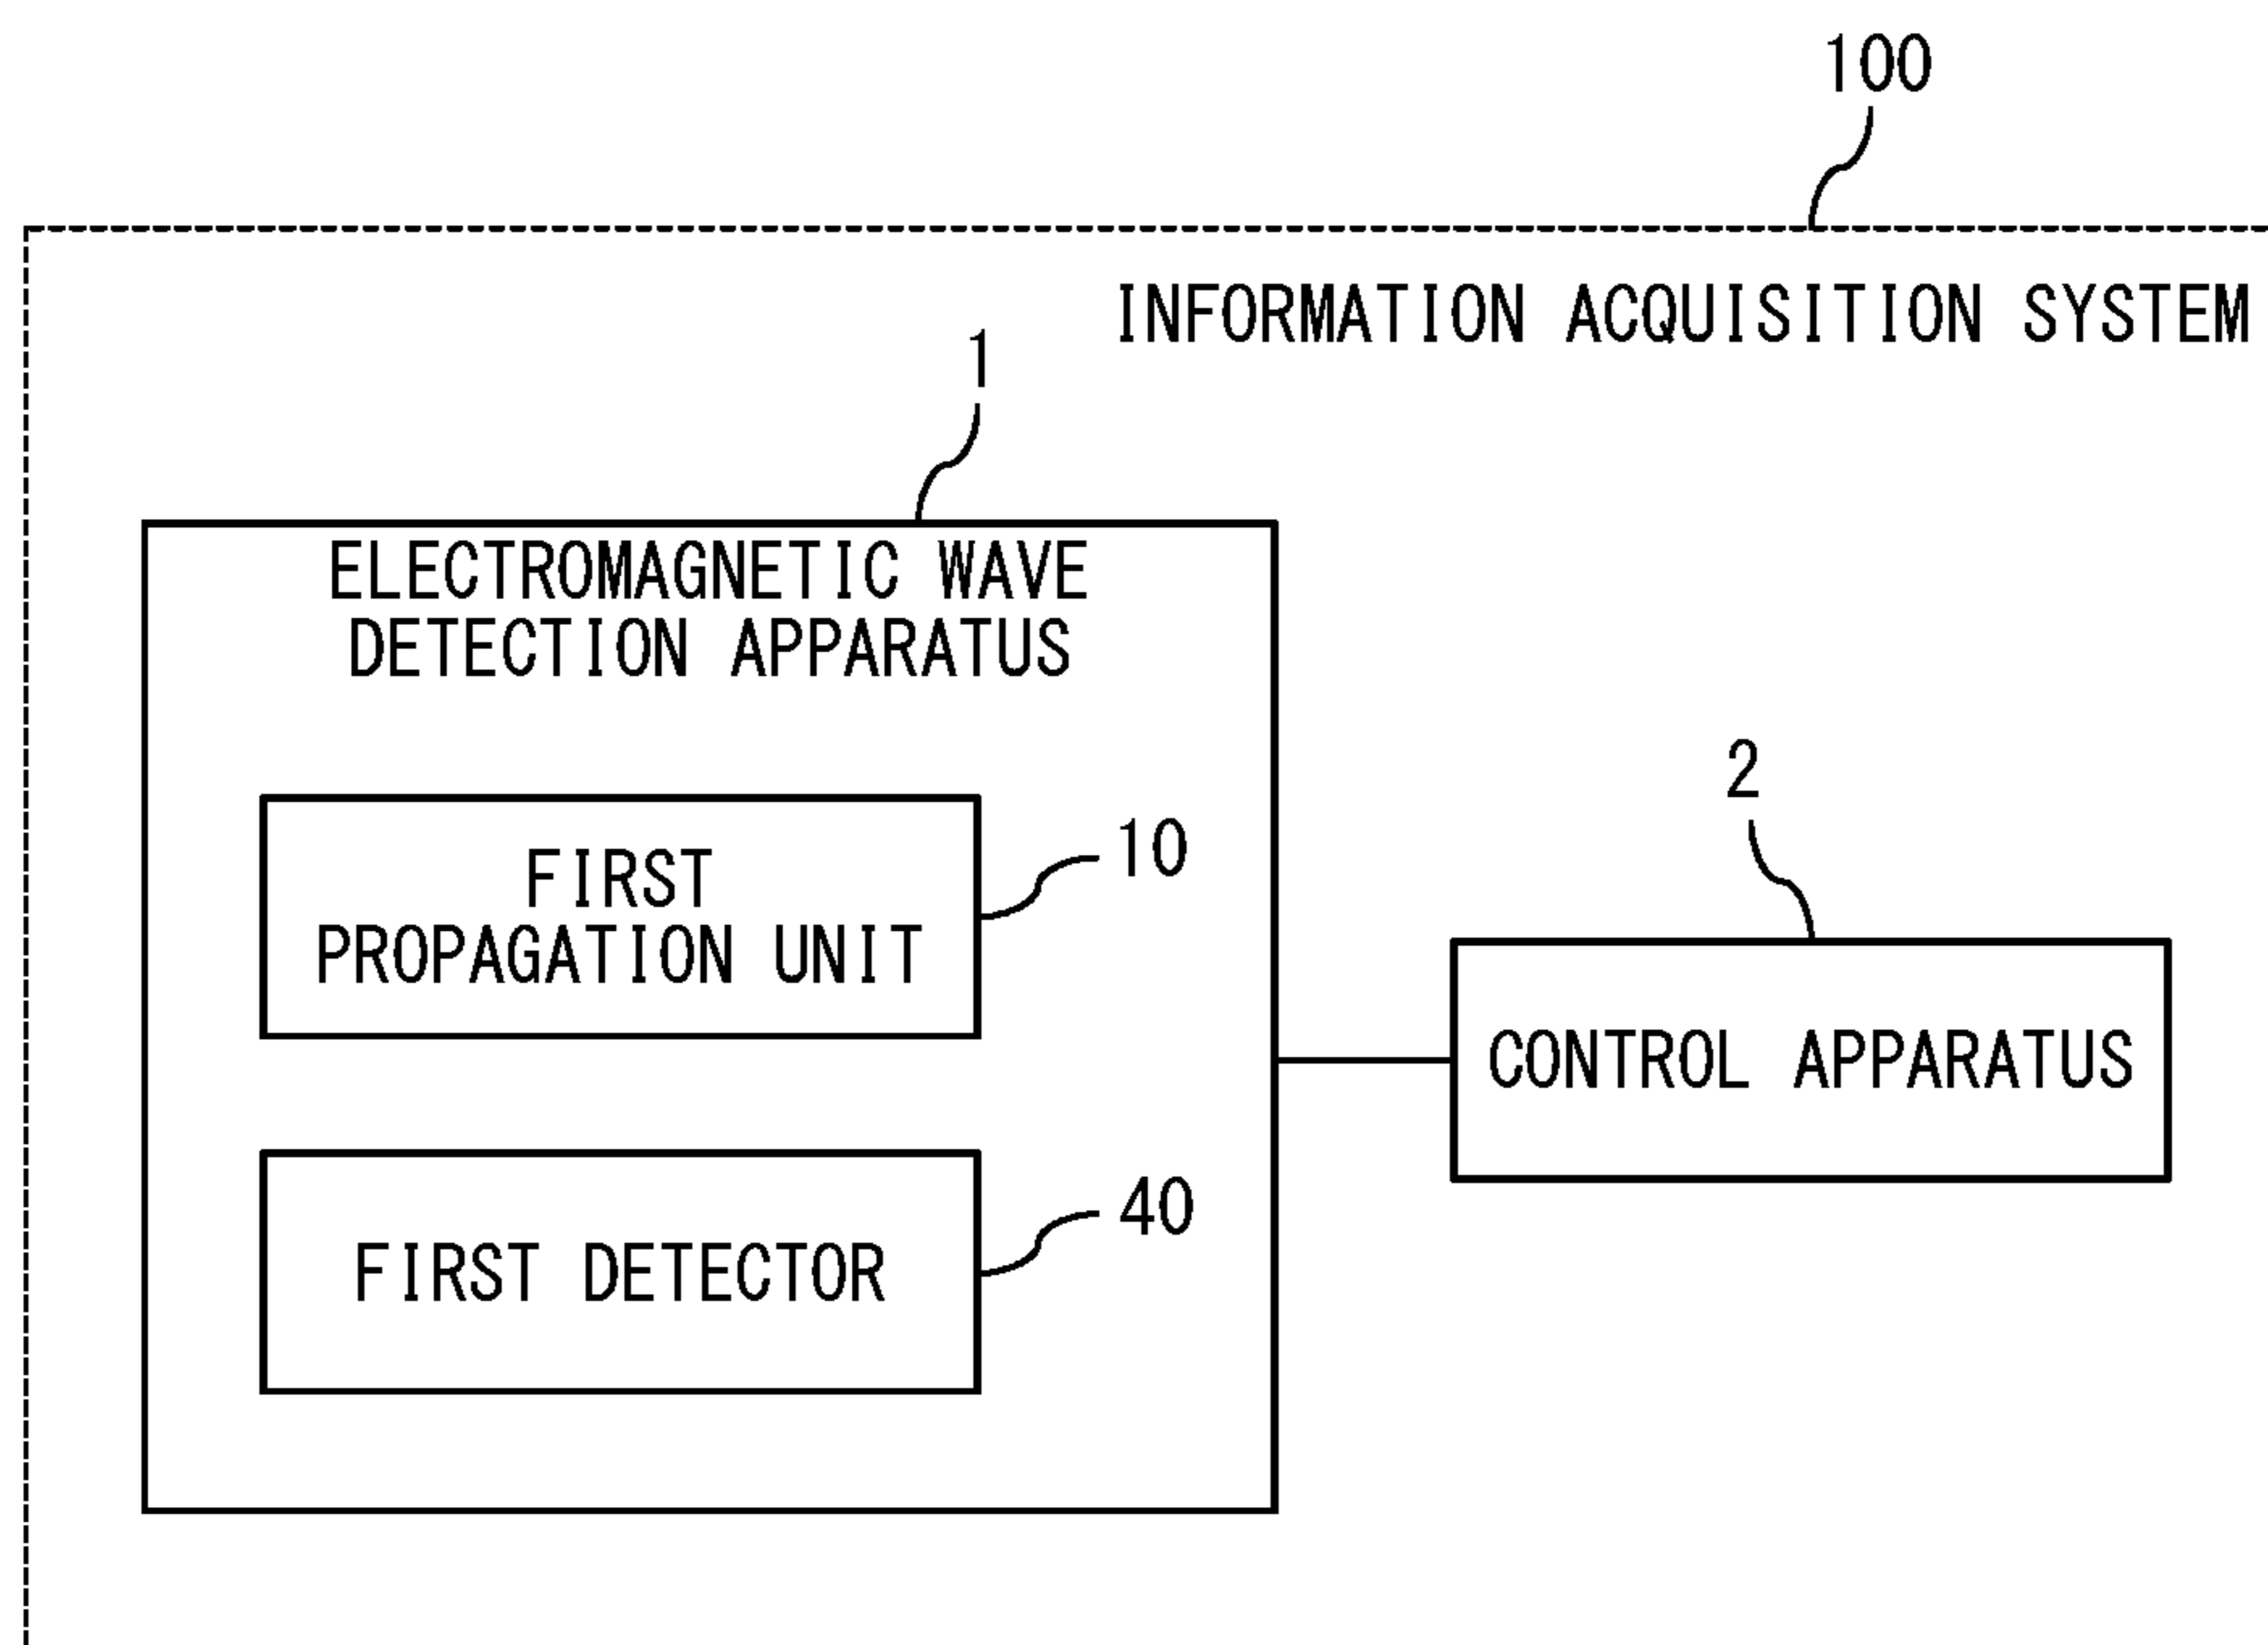 100
INFORMATION ACQUISITION SYSTEM
1
ELECTROMAGNETIC WAVE
DETECTION APPARATUS
2
10
FIRST
PROPAGATION UNIT
CONTROL APPARATUS
40
FIRST DETECTOR